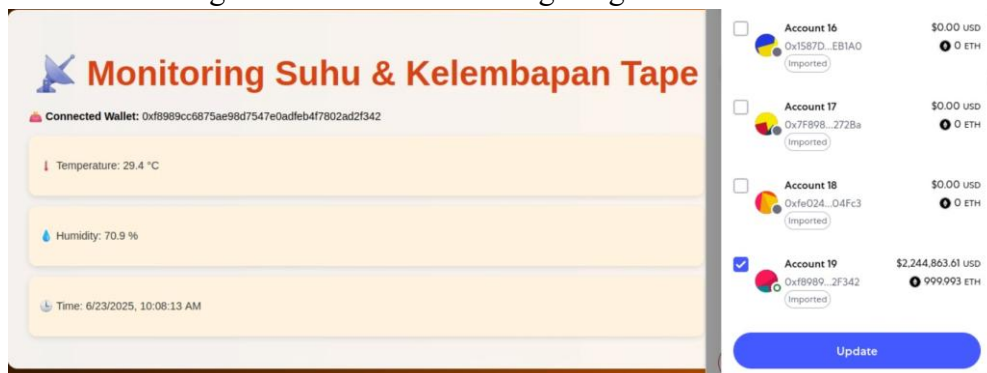 Monitoring Suhu & Kelembapan Tape
Connected Wallet: 0xf8989cc6875ae98d7547e0adfeb4f7802ad2f342
Temperature: 29.4 °C
Humidity: 70.9 %
Time: 6/23/2025, 10:08:13 AM
Account 16 $0.00 USD
0x1587D...EB1A0 0 ETH
Imported
Account 17 $0.00 USD
0x7F898...272Ba 0 ETH
Imported
Account 18 $0.00 USD
0xfe024...04Fc3 0 ETH
Imported
Account 19 $2,244,863.61 USD
0xf8989...2F342 999.993 ETH
Imported
Update